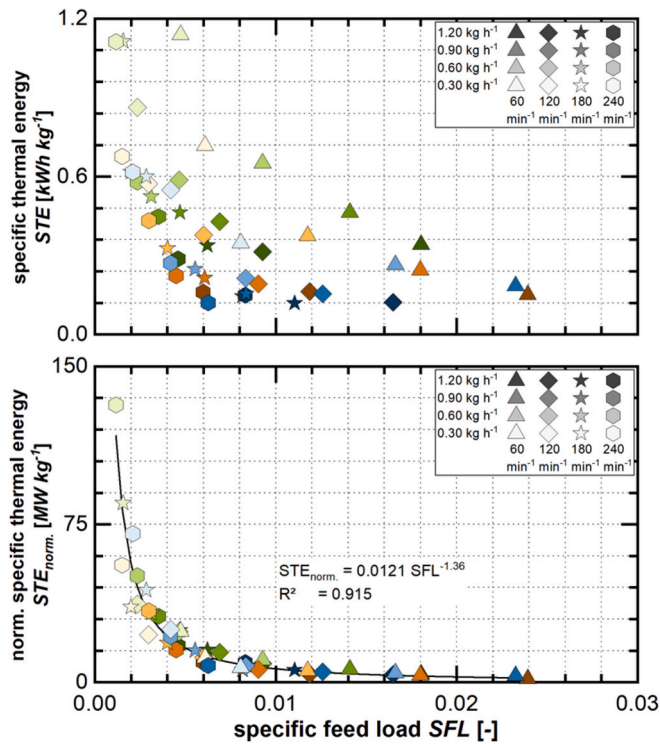 1.2
0.6
0.0
specific thermal energy
STE [kWh kg⁻¹]
1.20 kg h⁻¹
0.90 kg h⁻¹
0.60 kg h⁻¹
0.30 kg h⁻¹
60 120 180 240
min⁻¹ min⁻¹ min⁻¹ min⁻¹
150
75
0
norm. specific thermal energy
STEnorm. [MW kg⁻¹]
1.20 kg h⁻¹
0.90 kg h⁻¹
0.60 kg h⁻¹
0.30 kg h⁻¹
60 120 180 240
min⁻¹ min⁻¹ min⁻¹ min⁻¹
STEnorm. = 0.0121 SFL⁻¹·³⁶
R² = 0.915
0.00 0.01 0.02 0.03
specific feed load SFL [-]